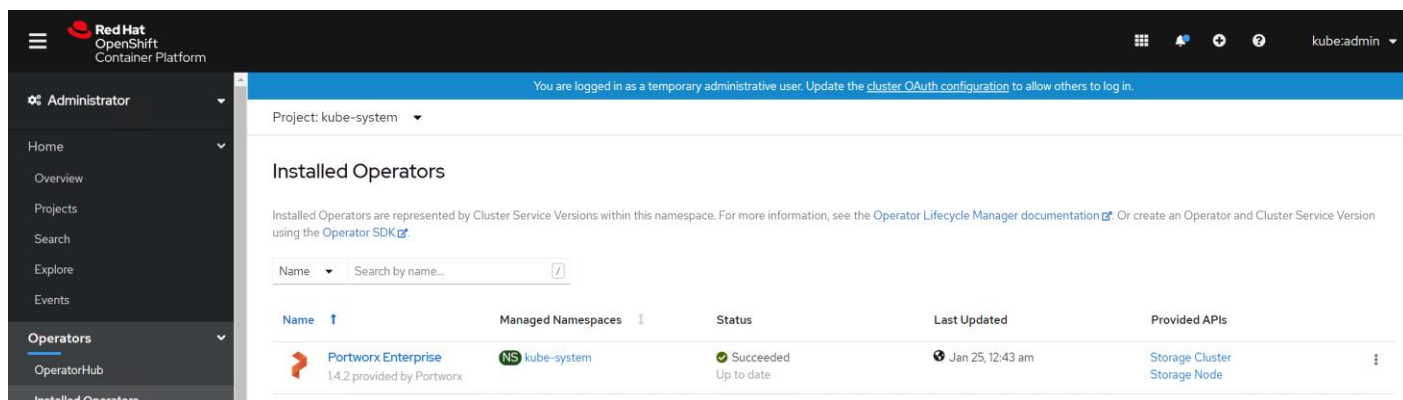 Red Hat
OpenShift
Container Platform
kube:admin
Administrator
You are logged in as a temporary administrative user. Update the cluster OAuth configuration to allow others to log in.
Project: kube-system
Home
Overview
Projects
Search
Explore
Events
Operators
OperatorHub
Installed Operators
Installed Operators
Installed Operators are represented by Cluster Service Versions within this namespace. For more information, see the Operator Lifecycle Manager documentation. Or create an Operator and Cluster Service Version
using the Operator SDK.
Name Search by name... /
Name Managed Namespaces Status Last Updated Provided APIs
Portworx Enterprise NS kube-system Succeeded Jan 25, 12:43 am Storage Cluster
1.4.2 provided by Portworx Up to date Storage Node